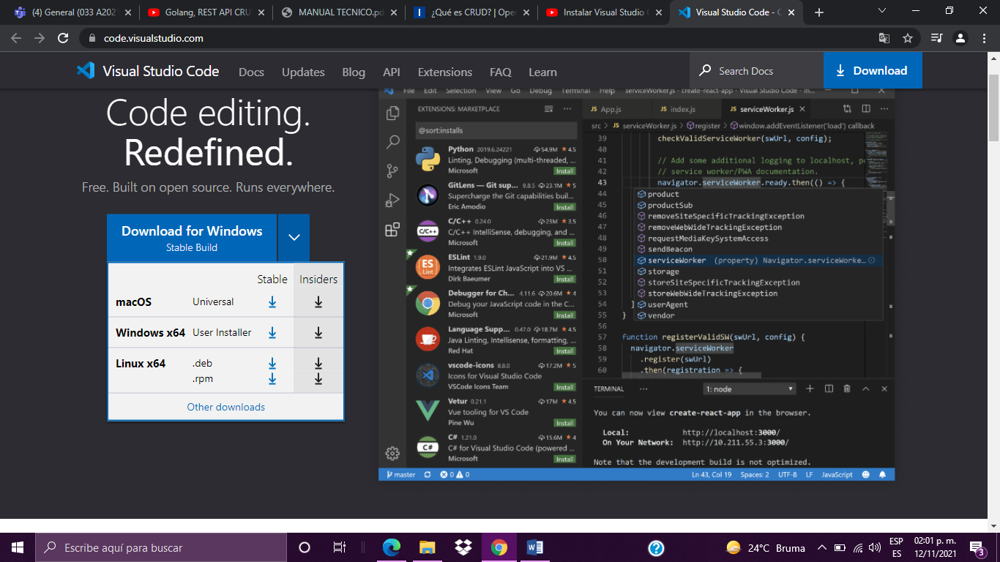 (4) General (033 A202
Golang, REST API CRU
MANUAL TECNICO.pd
¿Qué es CRUD? | Oper
Instalar Visual Studio C
Visual Studio Code - C
code.visualstudio.com
Visual Studio Code
Docs
Updates
Blog
API
Extensions
FAQ
Learn
Search Docs
Download
Code editing.
Redefined.
Free. Built on open source. Runs everywhere.
Download for Windows
Stable Build
Stable Insiders
macOS Universal
Windows x64 User Installer
Linux x64 .deb
.rpm
Other downloads
File Edit Selection View Go Debug Terminal Help serviceWorker.js - create-react-app - Visual Studio Code - In...
EXTENSIONS: MARKETPLACE
@sort:installs
Python 2019.6.24221 54.9M 4.5
Linting, Debugging (multi-threaded, ...
Microsoft Install
GitLens — Git sup... 9.8.5 23.1M 5
Supercharge the Git capabilities buil...
Eric Amodio Install
C/C++ 0.24.0 23M 3.5
C/C++ IntelliSense, debugging, and ...
Microsoft Install
ESLint 1.9.0 21.9M 4.5
Integrates ESLint JavaScript into VS ...
Dirk Baeumer Install
Debugger for Ch... 4.11.6 20.6M 4
Debug your JavaScript code in the C...
Microsoft Install
Language Supp... 0.47.0 18.7M 4.5
Java Linting, Intellisense, formatting, ...
Red Hat Install
vscode-icons 8.8.0 17.2M 5
Icons for Visual Studio Code
VSCode Icons Team Install
Vetur 0.21.1 17M 4.5
Vue tooling for VS Code
Pine Wu Install
C# 1.21.0 15.6M 4
C# for Visual Studio Code (powered ...
Microsoft Install
JS App.js
JS index.js
JS serviceWorker.js
src > JS serviceWorker.js > register > window.addEventListener('load') callback
39 checkValidServiceWorker(swUrl, config);
40
41 // Add some additional logging to localhost, p
42 // service worker/PWA documentation.
43 navigator.serviceWorker.ready.then(() => {
44 product
45 productSub
46 removeSiteSpecificTrackingException
47 removeWebWideTrackingException
48 requestMediaKeySystemAccess
49 sendBeacon
50 serviceWorker (property) Navigator.serviceWorke...
51 storage
52 storeSiteSpecificTrackingException
53 storeWebWideTrackingException
54 } userAgent
55 } vendor
56
57 function registerValidSW(swUrl, config) {
58 navigator.serviceWorker
59 .register(swUrl)
60 .then(registration => {
TERMINAL ... 1: node
You can now view create-react-app in the browser.
Local: http://localhost:3000/
On Your Network: http://10.211.55.3:3000/
Note that the development build is not optimized.
master 0 0 Ln 43, Col 19 Spaces: 2 UTF-8 LF JavaScript
Escribe aquí para buscar
24°C Bruma
ESP
ES
02:01 p. m.
12/11/2021
3